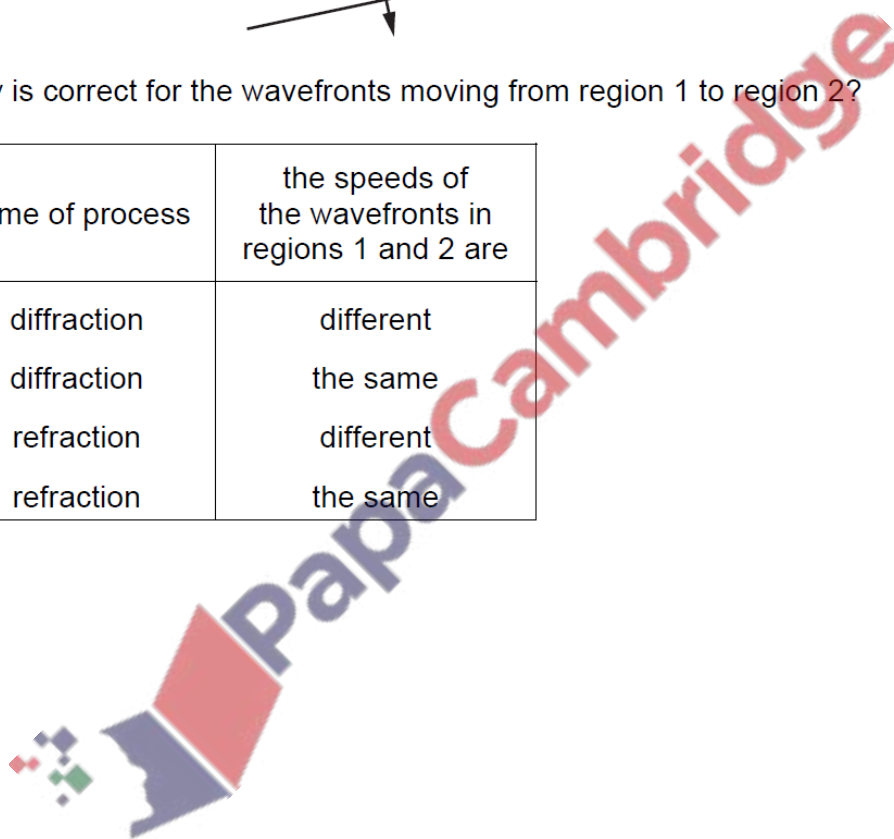 is correct for the wavefronts moving from region 1 to region 2?
me of process
the speeds of
the wavefronts in
regions 1 and 2 are
diffraction different
diffraction the same
refraction different
refraction the same
PapaCambridge